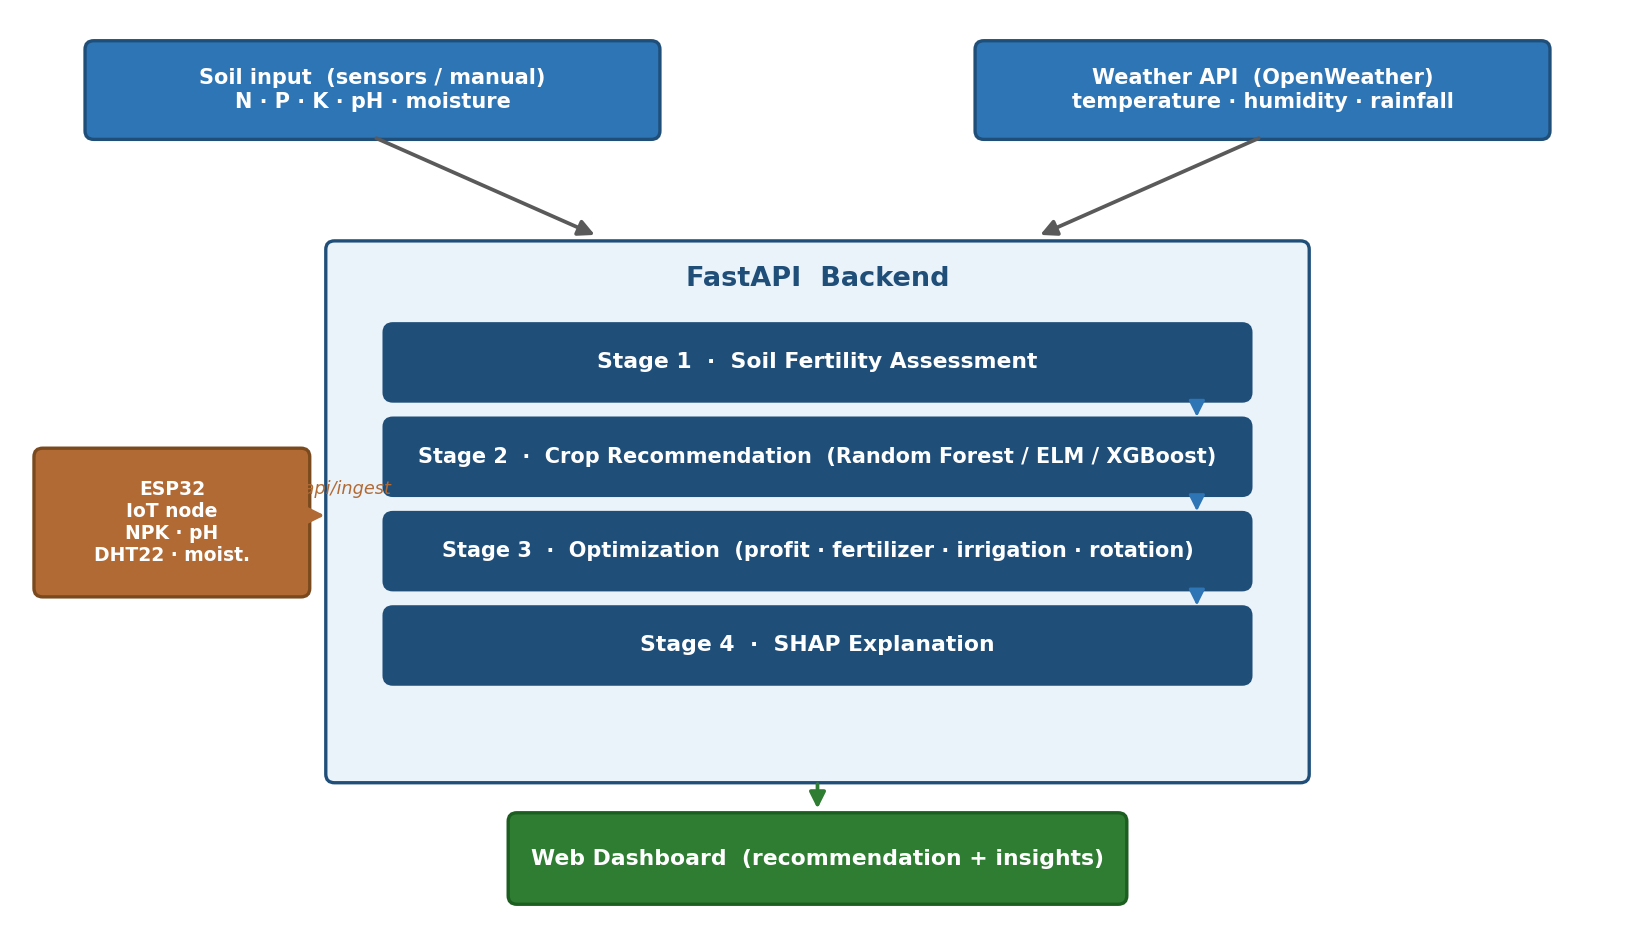 Soil input (sensors / manual)
N · P · K · pH · moisture
Weather API (OpenWeather)
temperature · humidity · rainfall
FastAPI Backend
Stage 1 · Soil Fertility Assessment
Stage 2 · Crop Recommendation (Random Forest / ELM / XGBoost)
api/ingest
ESP32
IoT node
NPK · pH
DHT22 · moist.
Stage 3 · Optimization (profit · fertilizer · irrigation · rotation)
Stage 4 · SHAP Explanation
Web Dashboard (recommendation + insights)